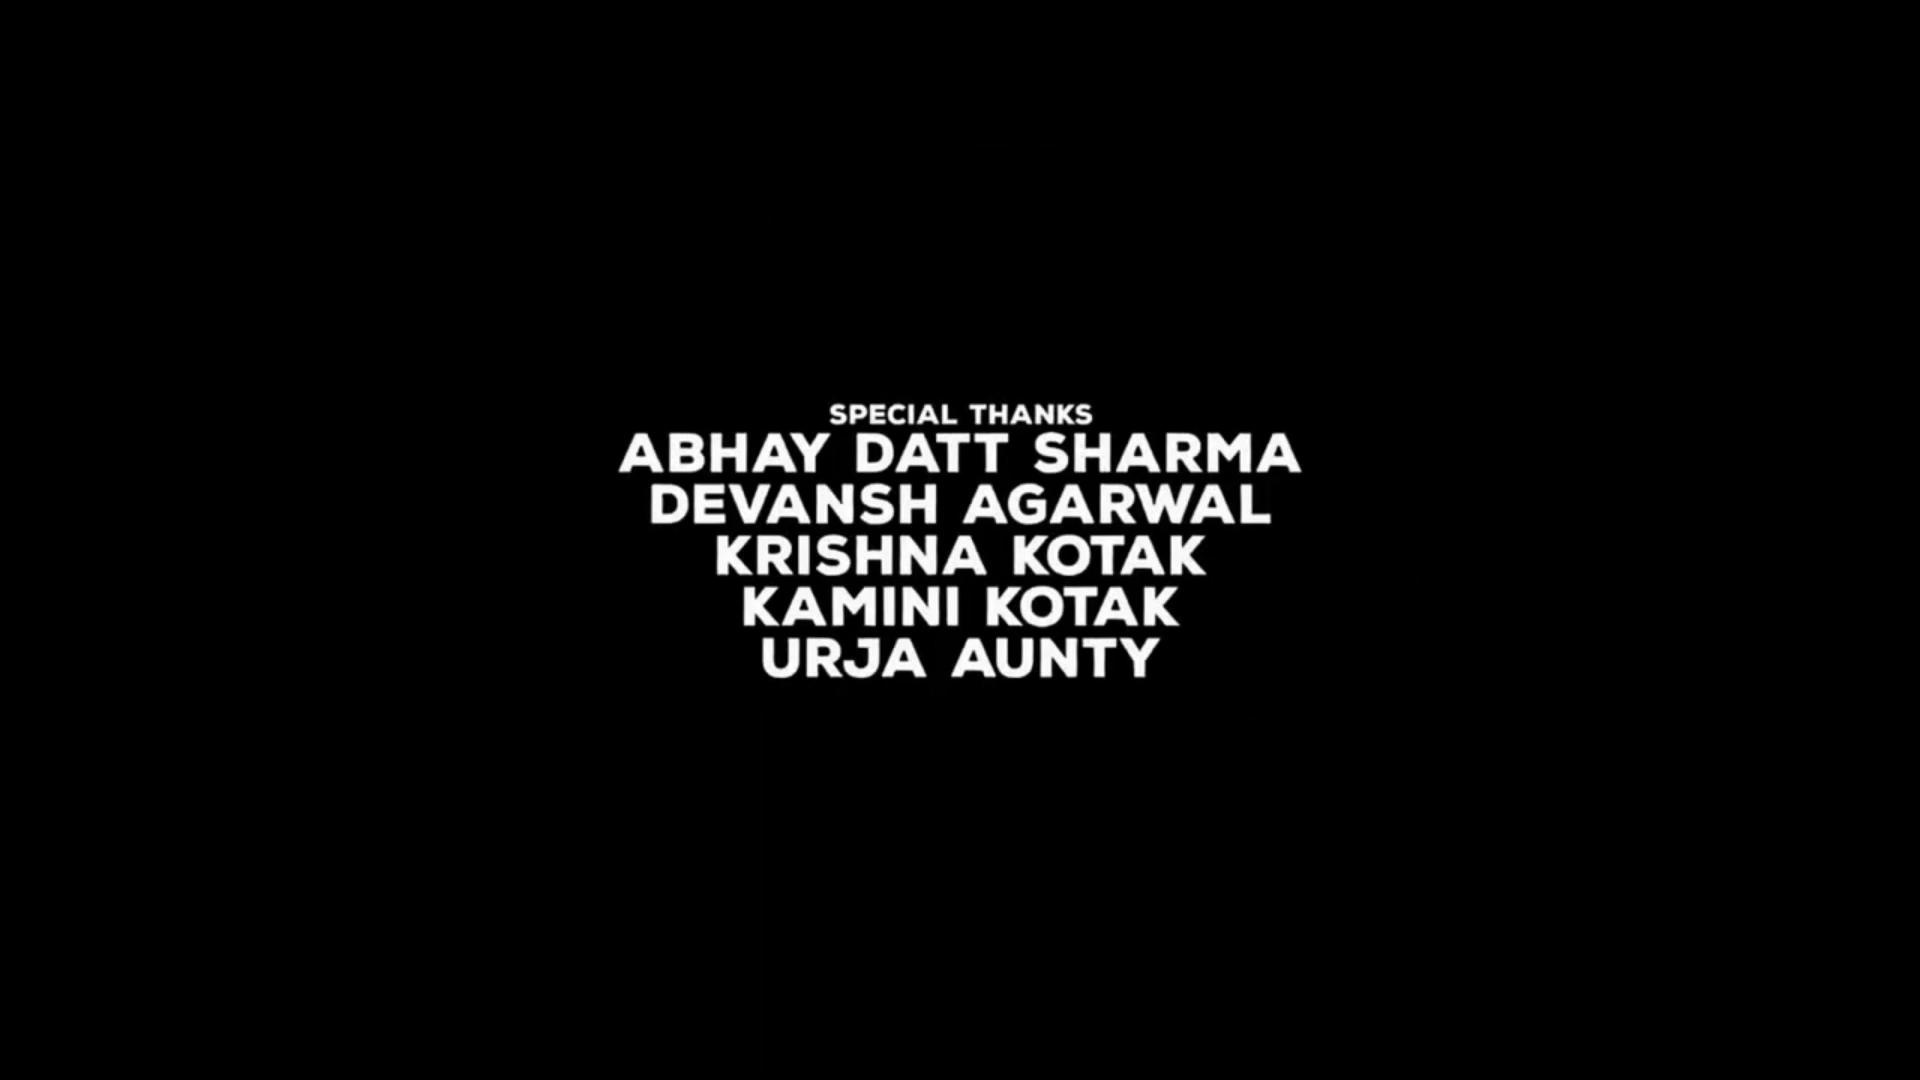 SPECIAL THANKS
ABHAY DATT SHARMA
DEVANSH AGARWAL
KRISHNA KOTAK
KAMINI KOTAK
URJA AUNTY